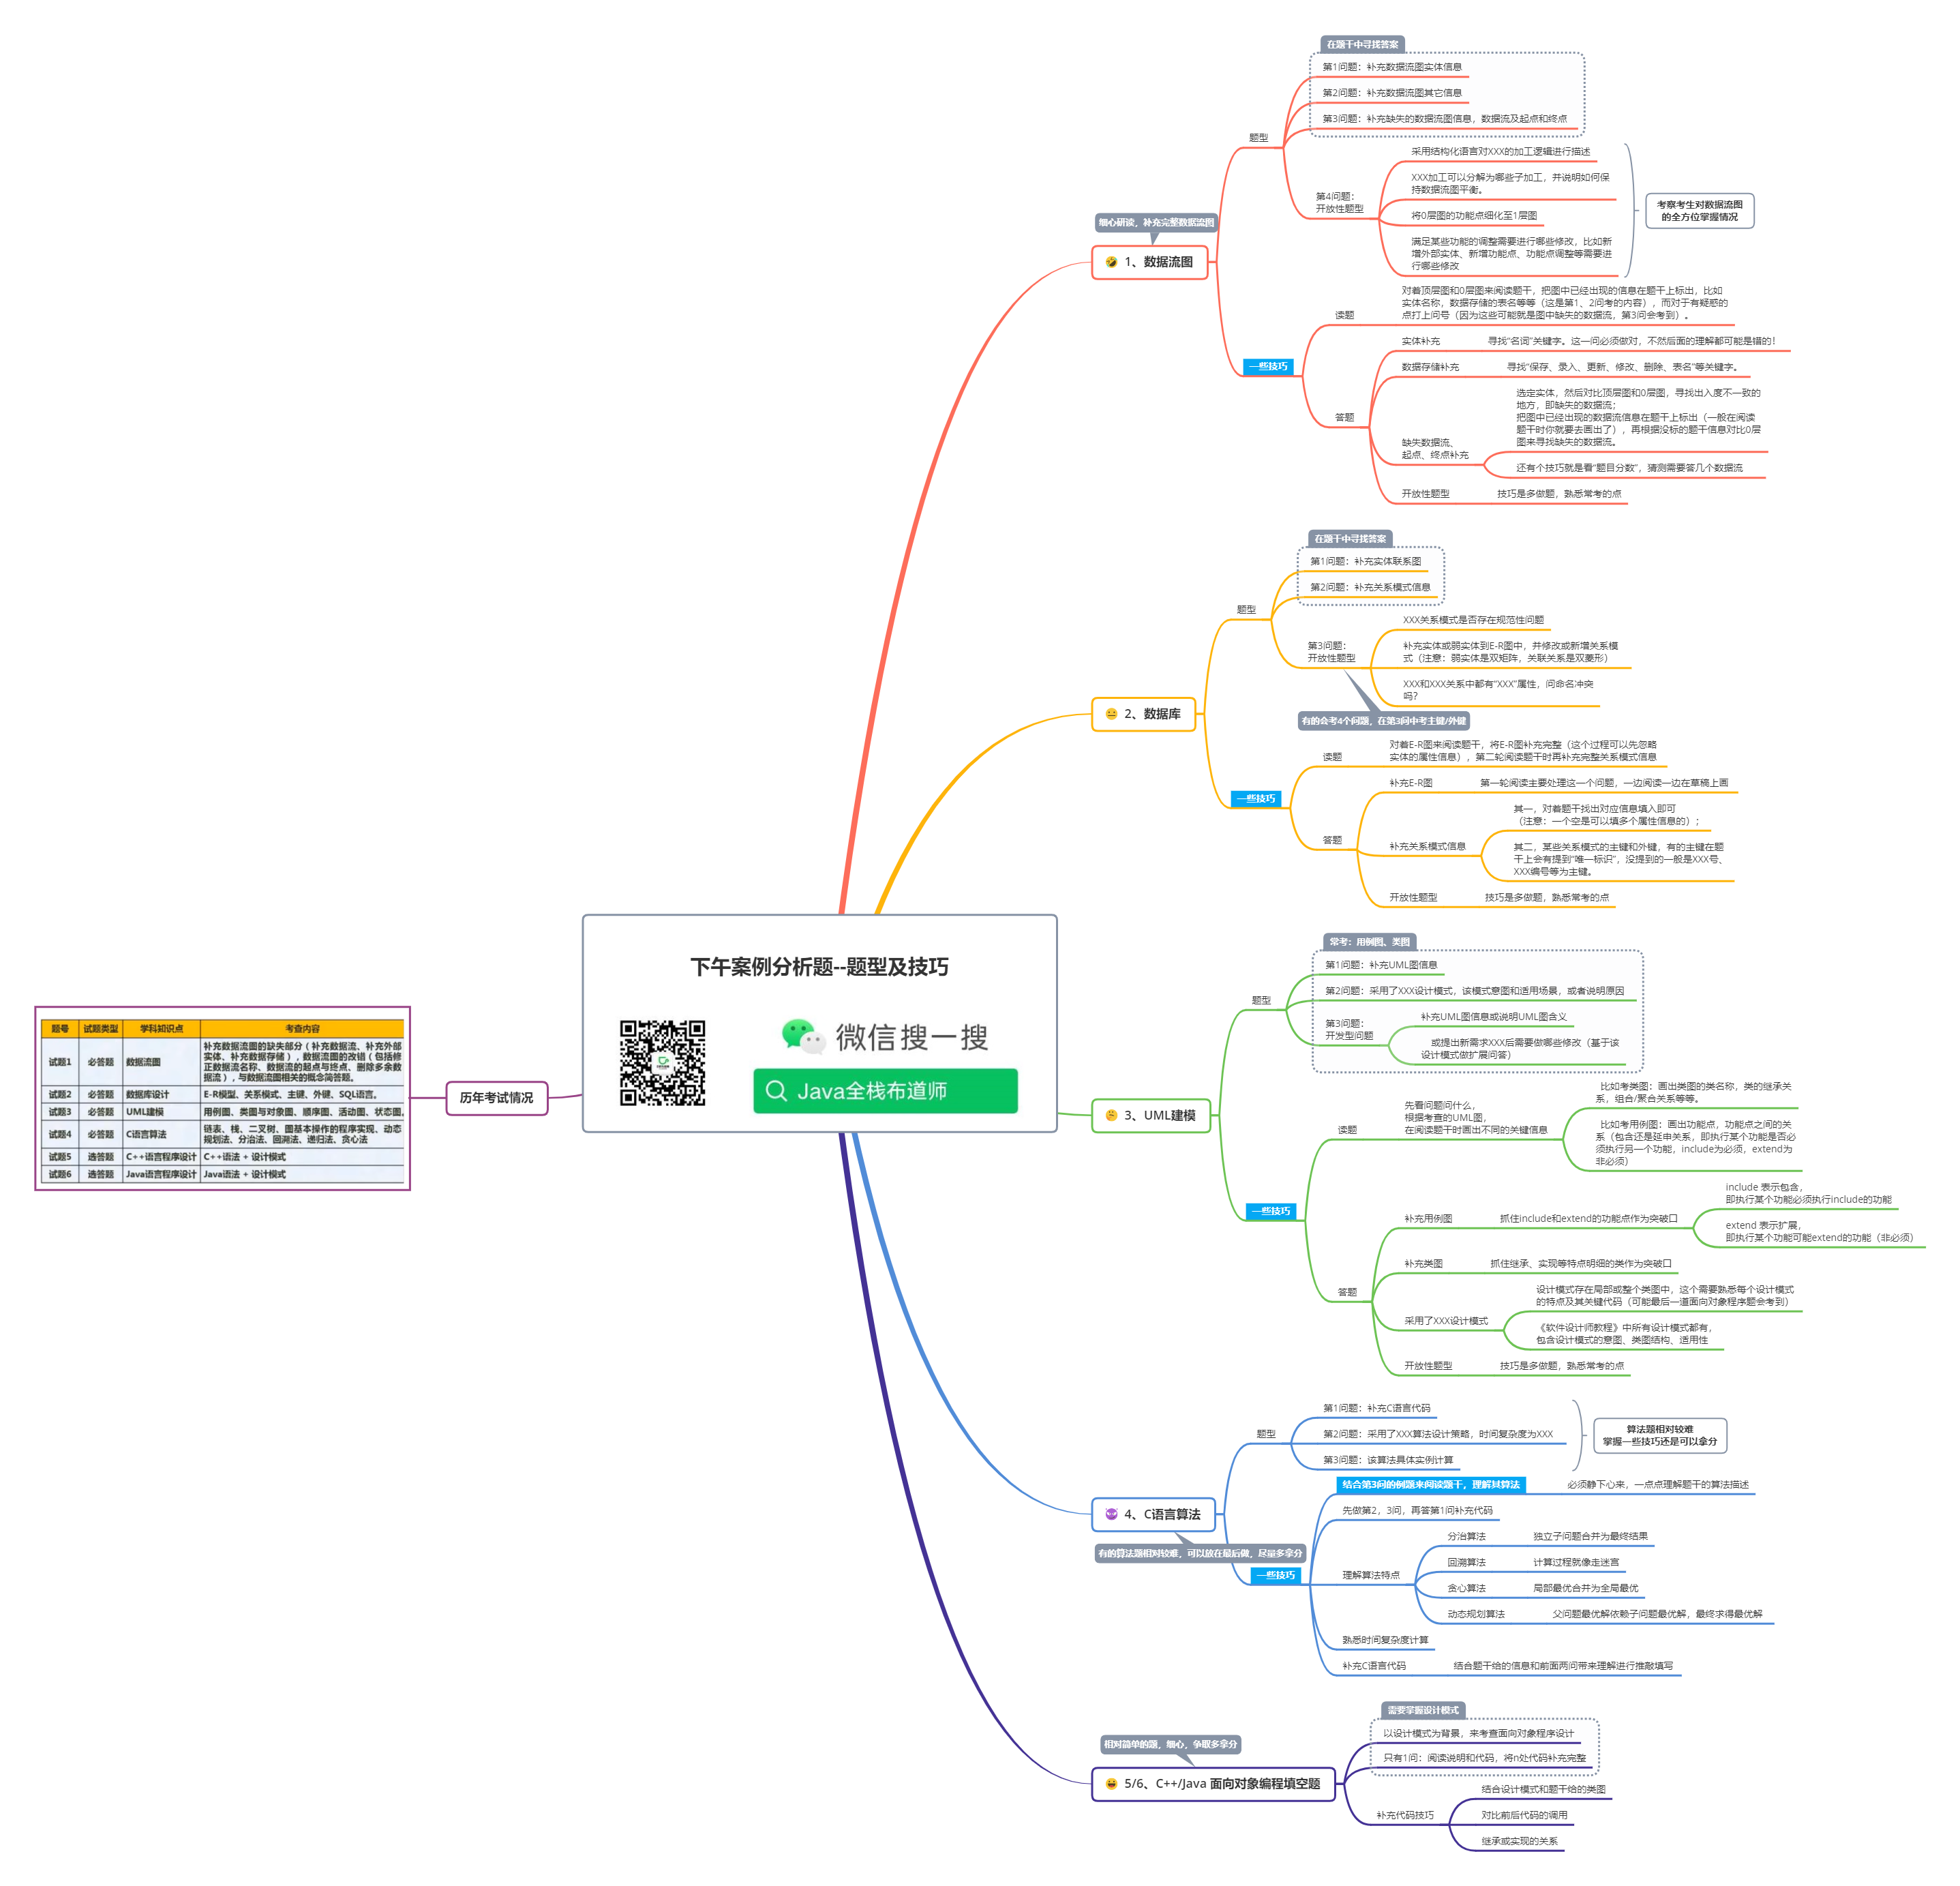 下午案例分析题--题型及技巧
微信搜一搜
Java全栈布道师
历年考试情况
题号 试题类型 学科知识点 考查内容
试题1 必答题 数据流图 补充数据流图的缺失部分（补充数据流、补充外部
实体、补充数据存储），数据流图的改错（包括修
正数据流名称、数据流的起点与终点、删除多余数
据流），与数据流图相关的概念简答题。
试题2 必答题 数据库设计 E-R模型、关系模式、主键、外键、SQL语言。
试题3 必答题 UML建模 用例图、类图与对象图、顺序图、活动图、状态图。
试题4 必答题 C语言算法 链表、栈、二叉树、图基本操作的程序实现、动态
规划法、分治法、回溯法、递归法、贪心法
试题5 选答题 C++语言程序设计 C++语法 + 设计模式
试题6 选答题 Java语言程序设计 Java语法 + 设计模式
细心研读，补充完整数据流图
1、数据流图
题型
在题干中寻找答案
第1问题：补充数据流图实体信息
第2问题：补充数据流图其它信息
第3问题：补充缺失的数据流图信息，数据流及起点和终点
第4问题：
开放性题型
采用结构化语言对XXX的加工逻辑进行描述
XXX加工可以分解为哪些子加工，并说明如何保
持数据流图平衡。
将0层图的功能点细化至1层图
满足某些功能的调整需要进行哪些修改，比如新
增外部实体、新增功能点、功能点调整等需要进
行哪些修改
考察考生对数据流图
的全方位掌握情况
一些技巧
读题
对着顶层图和0层图来阅读题干，把图中已经出现的信息在题干上标出，比如
实体名称，数据存储的表名等等（这是第1、2问考的内容），而对于有疑惑的
点打上问号（因为这些可能就是图中缺失的数据流，第3问会考到）。
答题
实体补充
寻找“名词”关键字。这一问必须做对，不然后面的理解都可能是错的！
数据存储补充
寻找“保存、录入、更新、修改、删除、表名”等关键字。
缺失数据流、
起点、终点补充
选定实体，然后对比顶层图和0层图，寻找出入度不一致的
地方，即缺失的数据流；
把图中已经出现的数据流信息在题干上标出（一般在阅读
题干时你就要去画出了），再根据没标的题干信息对比0层
图来寻找缺失的数据流。
还有个技巧就是看“题目分数”，猜测需要答几个数据流
开放性题型
技巧是多做题，熟悉常考的点
2、数据库
题型
在题干中寻找答案
第1问题：补充实体联系图
第2问题：补充关系模式信息
第3问题：
开放性题型
XXX关系模式是否存在规范性问题
补充实体或弱实体到E-R图中，并修改或新增关系模
式（注意：弱实体是双矩阵，关联关系是双菱形）
XXX和XXX关系中都有“XXX”属性，问命名冲突
吗？
有的会考4个问题，在第3问中考主键/外键
一些技巧
读题
对着E-R图来阅读题干，将E-R图补充完整（这个过程可以先忽略
实体的属性信息），第二轮阅读题干时再补充完整关系模式信息
答题
补充E-R图
第一轮阅读主要处理这一个问题，一边阅读一边在草稿上画
补充关系模式信息
其一，对着题干找出对应信息填入即可
（注意：一个空是可以填多个属性信息的）；
其二，某些关系模式的主键和外键，有的主键在题
干上会有提到“唯一标识”，没提到的一般是XXX号、
XXX编号等为主键。
开放性题型
技巧是多做题，熟悉常考的点
3、UML建模
题型
常考：用例图、类图
第1问题：补充UML图信息
第2问题：采用了XXX设计模式，该模式意图和适用场景，或者说明原因
第3问题：
开发型问题
补充UML图信息或说明UML图含义
或提出新需求XXX后需要做哪些修改（基于该
设计模式做扩展问答）
一些技巧
读题
先看问题问什么，
根据考查的UML图，
在阅读题干时画出不同的关键信息
比如考类图：画出类图的类名称，类的继承关
系，组合/聚合关系等等。
比如考用例图：画出功能点，功能点之间的关
系（包含还是延申关系，即执行某个功能是否必
须执行另一个功能，include为必须，extend为
非必须）
答题
补充用例图
抓住include和extend的功能点作为突破口
include 表示包含，
即执行某个功能必须执行include的功能
extend 表示扩展，
即执行某个功能可能extend的功能（非必须）
补充类图
抓住继承、实现等特点明细的类作为突破口
采用了XXX设计模式
设计模式存在局部或整个类图中，这个需要熟悉每个设计模式
的特点及其关键代码（可能最后一道面向对象程序题会考到）
《软件设计师教程》中所有设计模式都有，
包含设计模式的意图、类图结构、适用性
开放性题型
技巧是多做题，熟悉常考的点
4、C语言算法
有的算法题相对较难，可以放在最后做，尽量多拿分
题型
第1问题：补充C语言代码
第2问题：采用了XXX算法设计策略，时间复杂度为XXX
第3问题：该算法具体实例计算
算法题相对较难
掌握一些技巧还是可以拿分
一些技巧
结合第3问的例题来阅读题干，理解其算法
必须静下心来，一点点理解题干的算法描述
先做第2，3问，再答第1问补充代码
理解算法特点
分治算法
独立子问题合并为最终结果
回溯算法
计算过程就像走迷宫
贪心算法
局部最优合并为全局最优
动态规划算法
父问题最优解依赖子问题最优解，最终求得最优解
熟悉时间复杂度计算
补充C语言代码
结合题干给的信息和前面两问带来理解进行推敲填写
相对简单的题，细心，争取多拿分
5/6、C++/Java 面向对象编程填空题
需要掌握设计模式
以设计模式为背景，来考查面向对象程序设计
只有1问：阅读说明和代码，将n处代码补充完整
补充代码技巧
结合设计模式和题干给的类图
对比前后代码的调用
继承或实现的关系